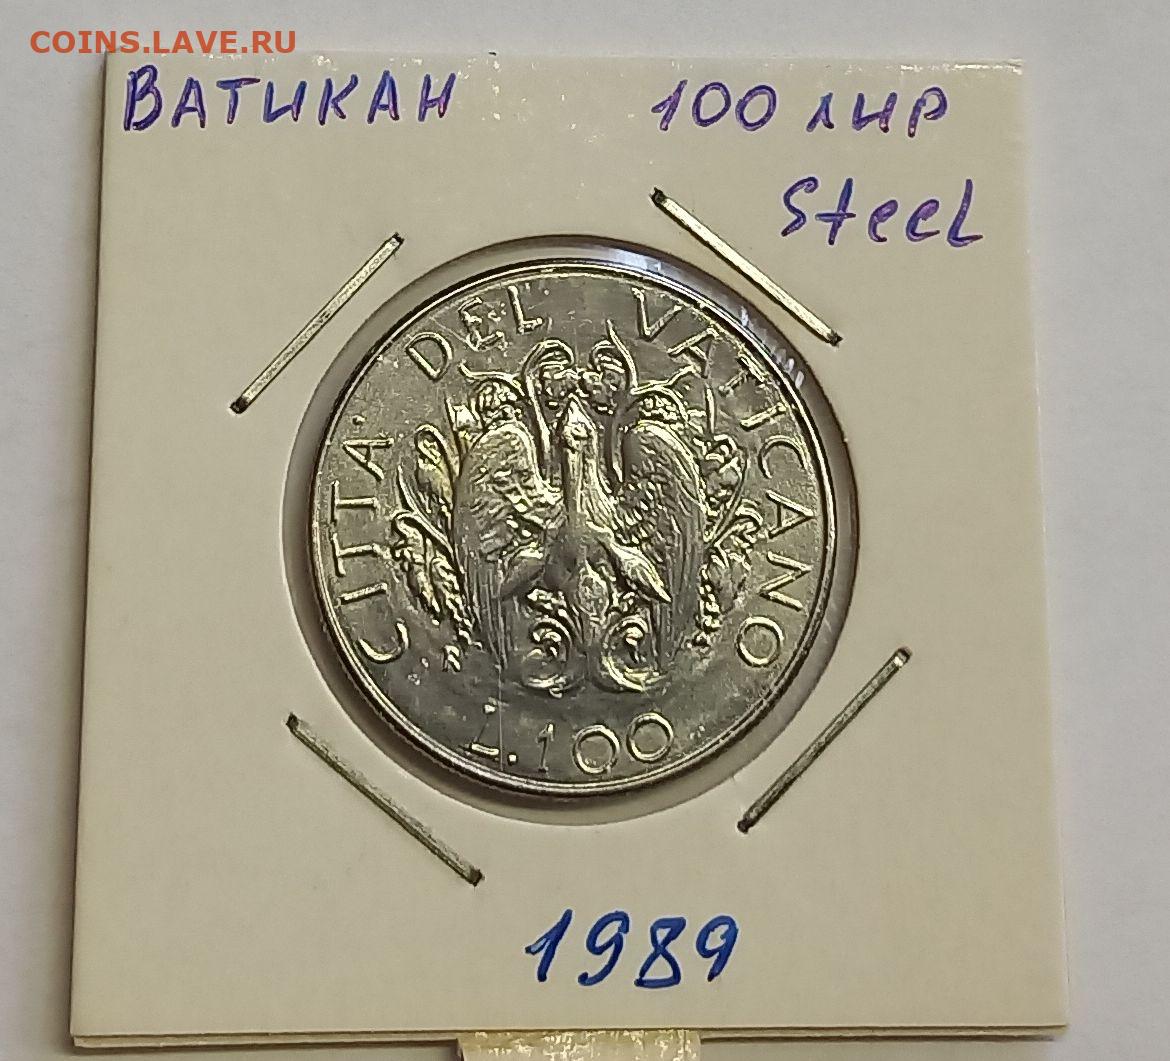 COINS.LAVE.RU
ВАТИКАН 100 лир
Steel
CITTA' DEL VATICANO
L.100
1989